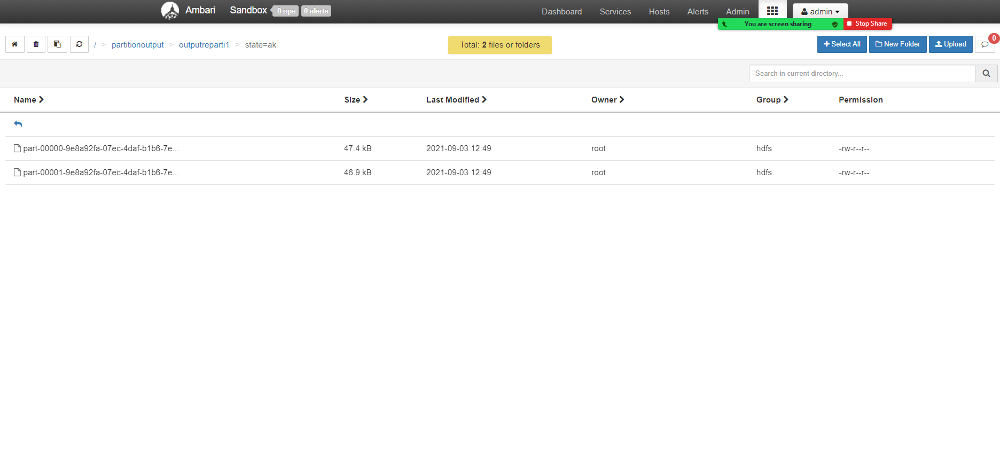 Ambari Sandbox 0 ops 0 alerts Dashboard Services Hosts Alerts Admin admin
You are screen sharing Stop Share
/ > partitionoutput > outputreparti1 > state=ak Total: 2 files or folders Select All New Folder Upload 0
Search in current directory...
Name Size Last Modified Owner Group Permission
part-00000-9e8a92fa-07ec-4daf-b1b6-7e... 47.4 kB 2021-09-03 12:49 root hdfs -rw-r--r--
part-00001-9e8a92fa-07ec-4daf-b1b6-7e... 46.9 kB 2021-09-03 12:49 root hdfs -rw-r--r--